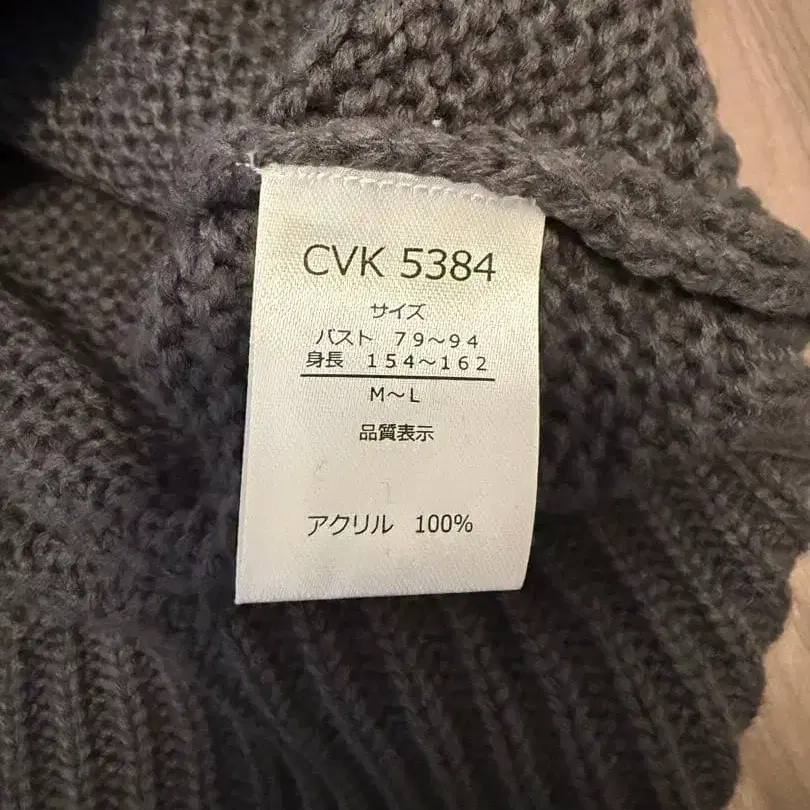 CVK 5384
サイズ
バスト　７９～９４
身長　１５４～１６２
M～L
品質表示
アクリル　100%